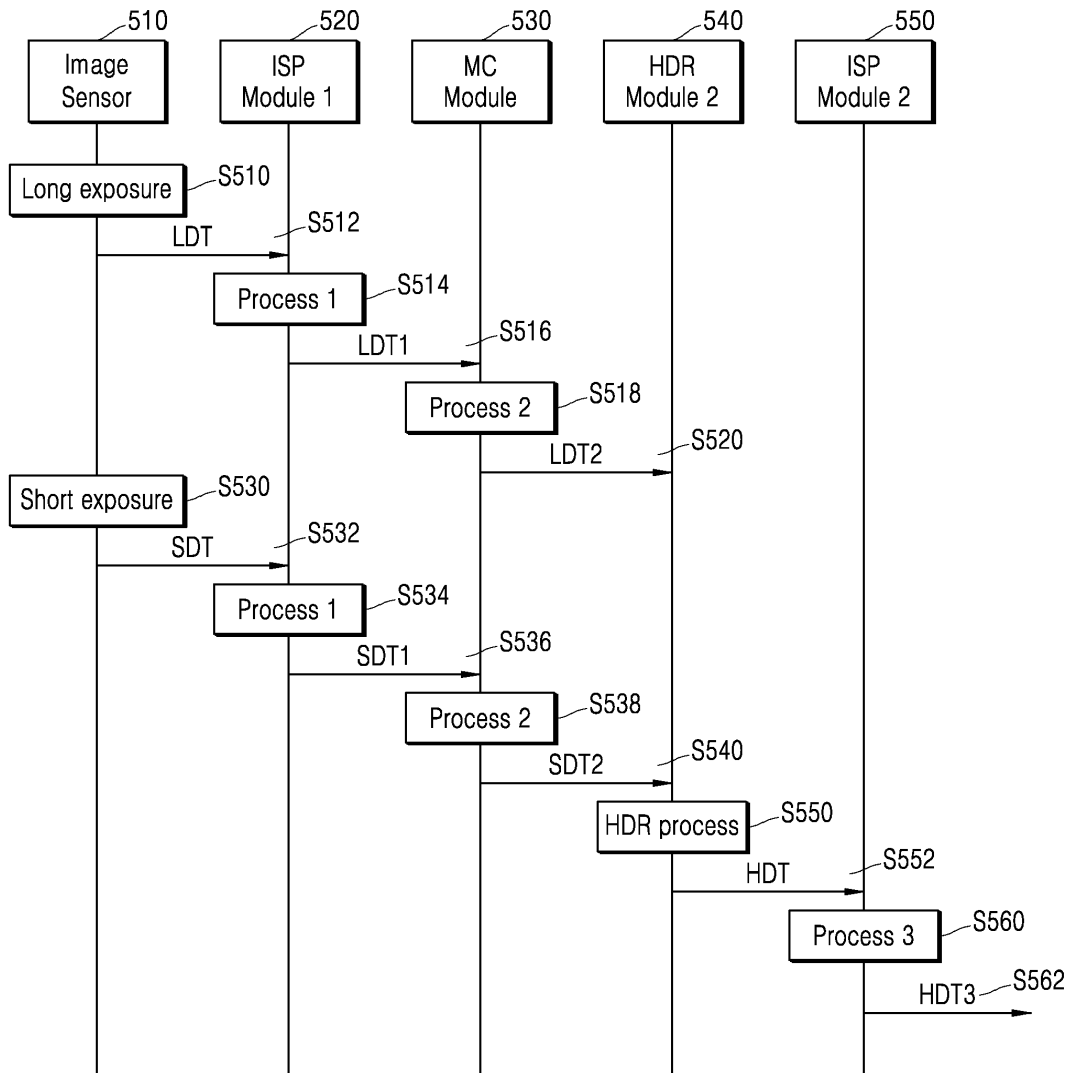 510
520
530
540
550
Image
Sensor
ISP
Module 1
MC
Module
HDR
Module 2
ISP
Module 2
Long exposure
S510
LDT
S512
Process 1
S514
LDT1
S516
Process 2
S518
LDT2
S520
Short exposure
S530
SDT
S532
Process 1
S534
SDT1
S536
Process 2
S538
SDT2
S540
HDR process
S550
HDT
S552
Process 3
S560
HDT3
S562